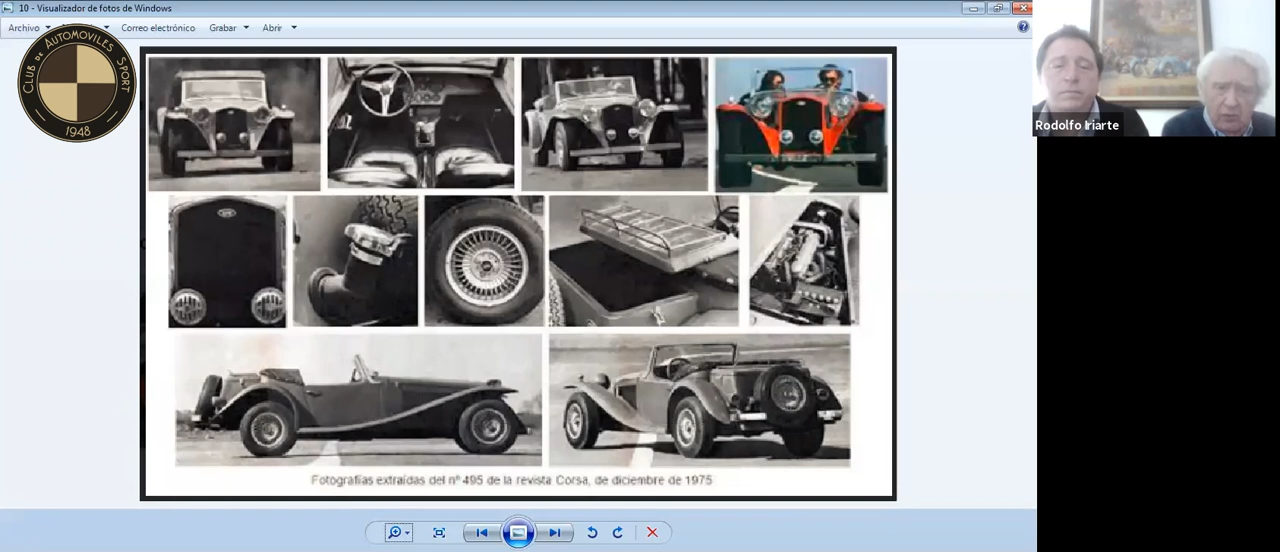 10 - Visualizador de fotos de Windows
Archivo
Correo electrónico
Grabar
Abrir
CLUB DE AUTOMOVILES SPORT
1948
Rodolfo Iriarte
Fotografías extraídas del nº 495 de la revista Corsa, de diciembre de 1975